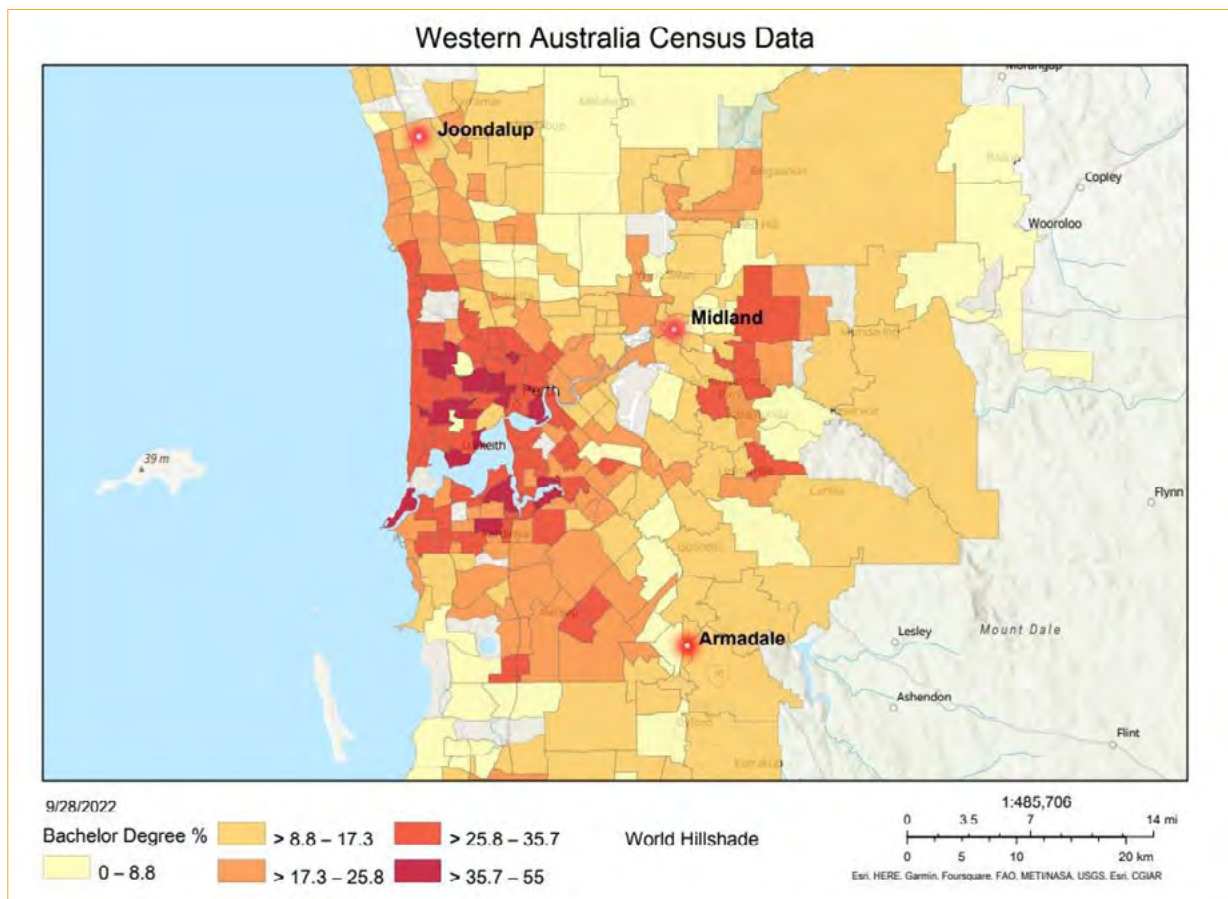 Western Australia Census Data
Morangup
Joondalup
Copley
Wooroloo
Midland
Perth
39 m
Flynn
Armadale
Lesley
Mount Dale
Ashendon
Flint
Karrakup
9/28/2022
1:485,706
Bachelor Degree %
> 8.8 – 17.3
> 25.8 – 35.7
World Hillshade
0 3.5 7 14 mi
0 – 8.8
> 17.3 – 25.8
> 35.7 – 55
0 5 10 20 km
Esri. HERE. Garmin. Foursquare. FAO. METI/NASA. USGS. Esri. CGIAR